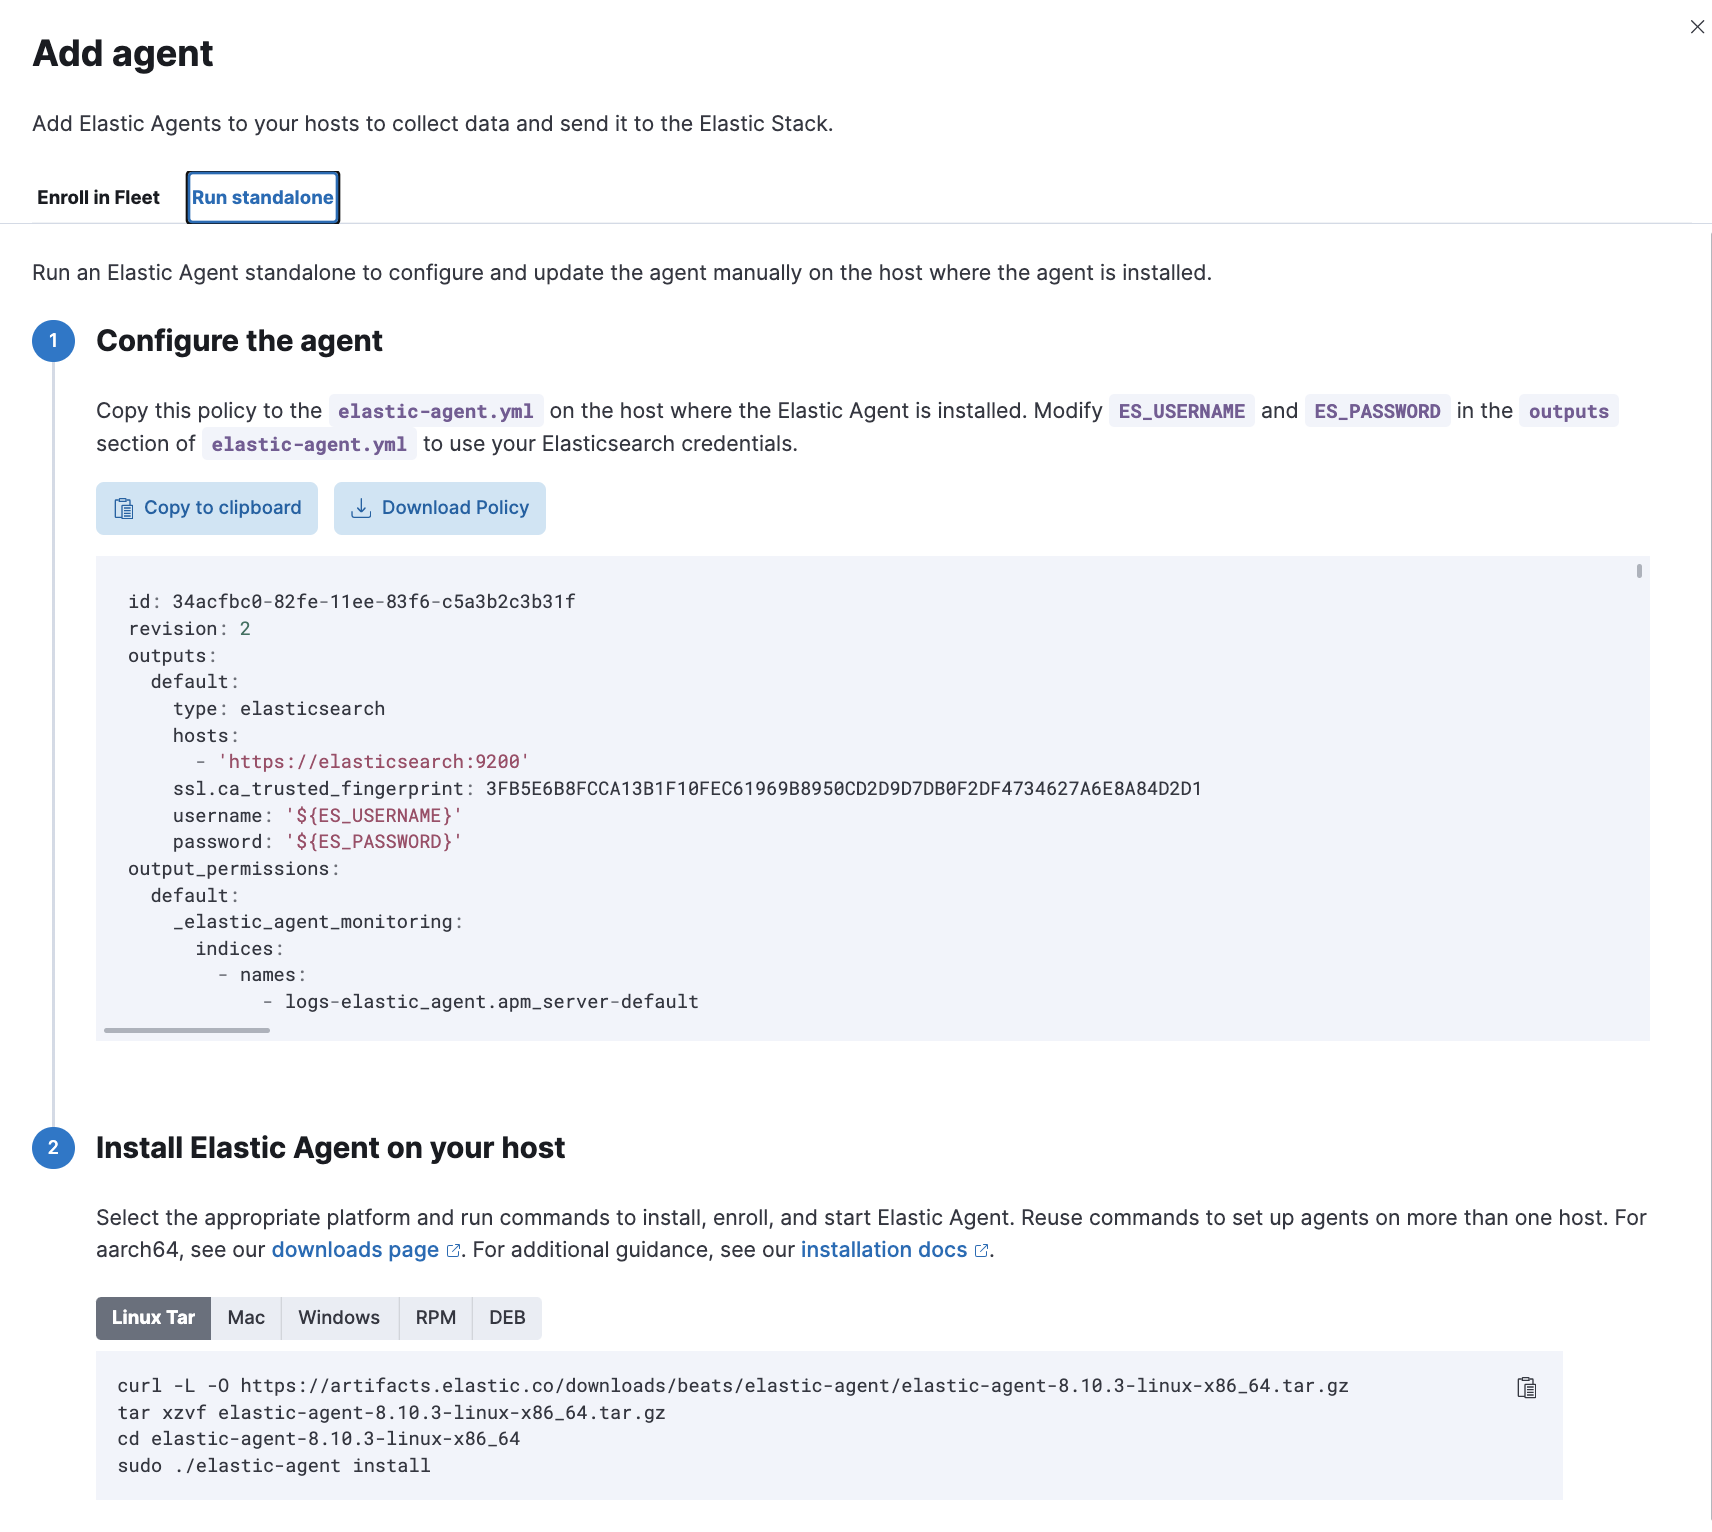 Add agent
Add Elastic Agents to your hosts to collect data and send it to the Elastic Stack.
Enroll in Fleet Run standalone
Run an Elastic Agent standalone to configure and update the agent manually on the host where the agent is installed.
1 Configure the agent
Copy this policy to the elastic-agent.yml on the host where the Elastic Agent is installed. Modify ES_USERNAME and ES_PASSWORD in the outputs
section of elastic-agent.yml to use your Elasticsearch credentials.
Copy to clipboard Download Policy
id: 34acfbc0-82fe-11ee-83f6-c5a3b2c3b31f
revision: 2
outputs:
  default:
    type: elasticsearch
    hosts:
      - 'https://elasticsearch:9200'
    ssl.ca_trusted_fingerprint: 3FB5E6B8FCCA13B1F10FEC61969B8950CD2D9D7DB0F2DF4734627A6E8A84D2D1
    username: '${ES_USERNAME}'
    password: '${ES_PASSWORD}'
output_permissions:
  default:
    _elastic_agent_monitoring:
      indices:
        - names:
            - logs-elastic_agent.apm_server-default
2 Install Elastic Agent on your host
Select the appropriate platform and run commands to install, enroll, and start Elastic Agent. Reuse commands to set up agents on more than one host. For
aarch64, see our downloads page. For additional guidance, see our installation docs.
Linux Tar Mac Windows RPM DEB
curl -L -O https://artifacts.elastic.co/downloads/beats/elastic-agent/elastic-agent-8.10.3-linux-x86_64.tar.gz
tar xzvf elastic-agent-8.10.3-linux-x86_64.tar.gz
cd elastic-agent-8.10.3-linux-x86_64
sudo ./elastic-agent install